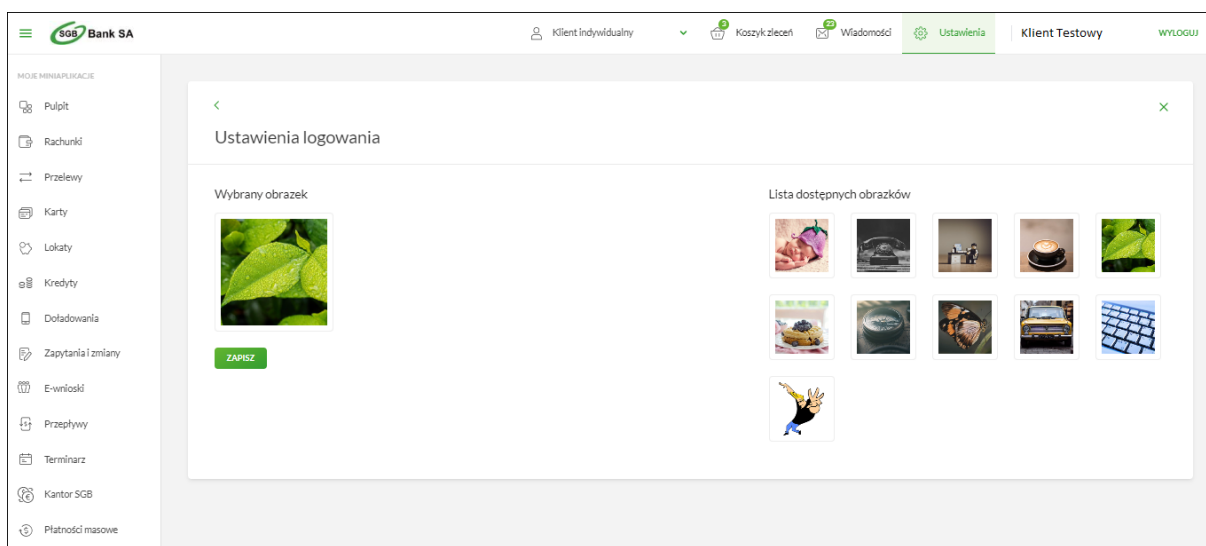 SGB Bank SA
Klient indywidualny
3
Koszyk zleceń
23
Wiadomości
Ustawienia
Klient Testowy
WYLOGUJ
MOJE MINIAPLIKACJE
Pulpit
Rachunki
Przelewy
Karty
Lokaty
Kredyty
Doładowania
Zapytania i zmiany
E-wnioski
Przepływy
Terminarz
Kantor SGB
Płatności masowe
Ustawienia logowania
Wybrany obrazek
ZAPISZ
Lista dostępnych obrazków